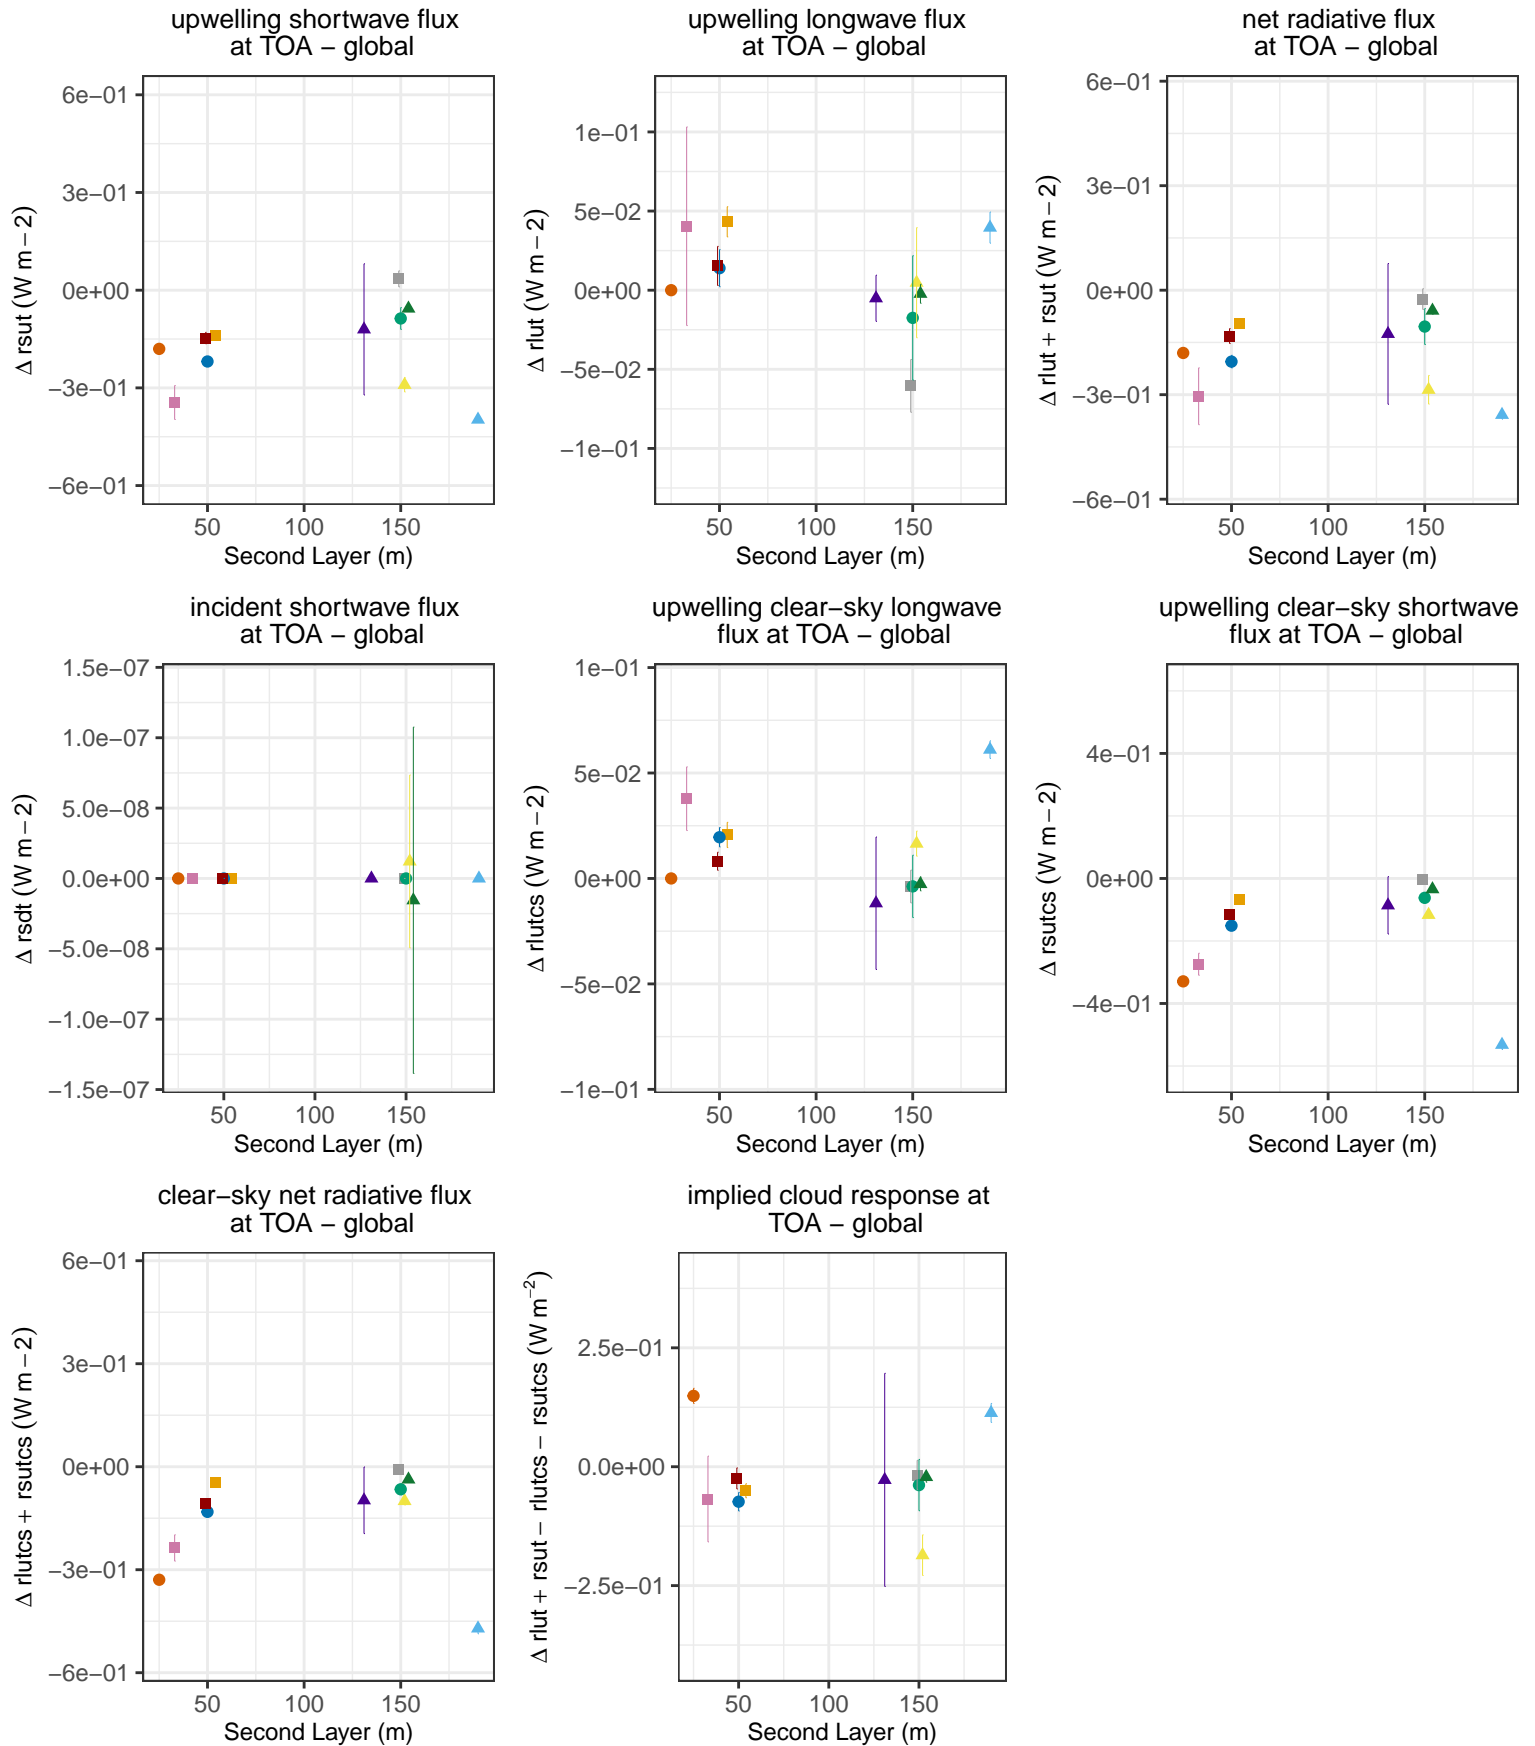 upwelling shortwave flux
at TOA − global
6e−01
3e−01
0e+00
−3e−01
−6e−01
Δ rsut (W m − 2)
50 100 150
Second Layer (m)
upwelling longwave flux
at TOA − global
1e−01
5e−02
0e+00
−5e−02
−1e−01
Δ rlut (W m − 2)
50 100 150
Second Layer (m)
net radiative flux
at TOA − global
6e−01
3e−01
0e+00
−3e−01
−6e−01
Δ rlut + rsut (W m − 2)
50 100 150
Second Layer (m)
incident shortwave flux
at TOA − global
1.5e−07
1.0e−07
5.0e−08
0.0e+00
−5.0e−08
−1.0e−07
−1.5e−07
Δ rsdt (W m − 2)
50 100 150
Second Layer (m)
upwelling clear−sky longwave
flux at TOA − global
1e−01
5e−02
0e+00
−5e−02
−1e−01
Δ rlutcs (W m − 2)
50 100 150
Second Layer (m)
upwelling clear−sky shortwave
flux at TOA − global
4e−01
0e+00
−4e−01
Δ rsutcs (W m − 2)
50 100 150
Second Layer (m)
clear−sky net radiative flux
at TOA − global
6e−01
3e−01
0e+00
−3e−01
−6e−01
Δ rlutcs + rsutcs (W m − 2)
50 100 150
Second Layer (m)
implied cloud response at
TOA − global
2.5e−01
0.0e+00
−2.5e−01
Δ rlut + rsut − rlutcs − rsutcs (W m⁻²)
50 100 150
Second Layer (m)